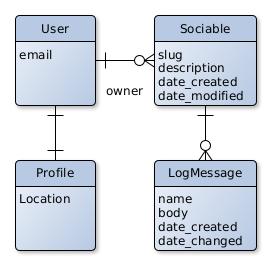 User
email
Sociable
slug
description
date_created
date_modified
owner
Profile
Location
LogMessage
name
body
date_created
date_changed